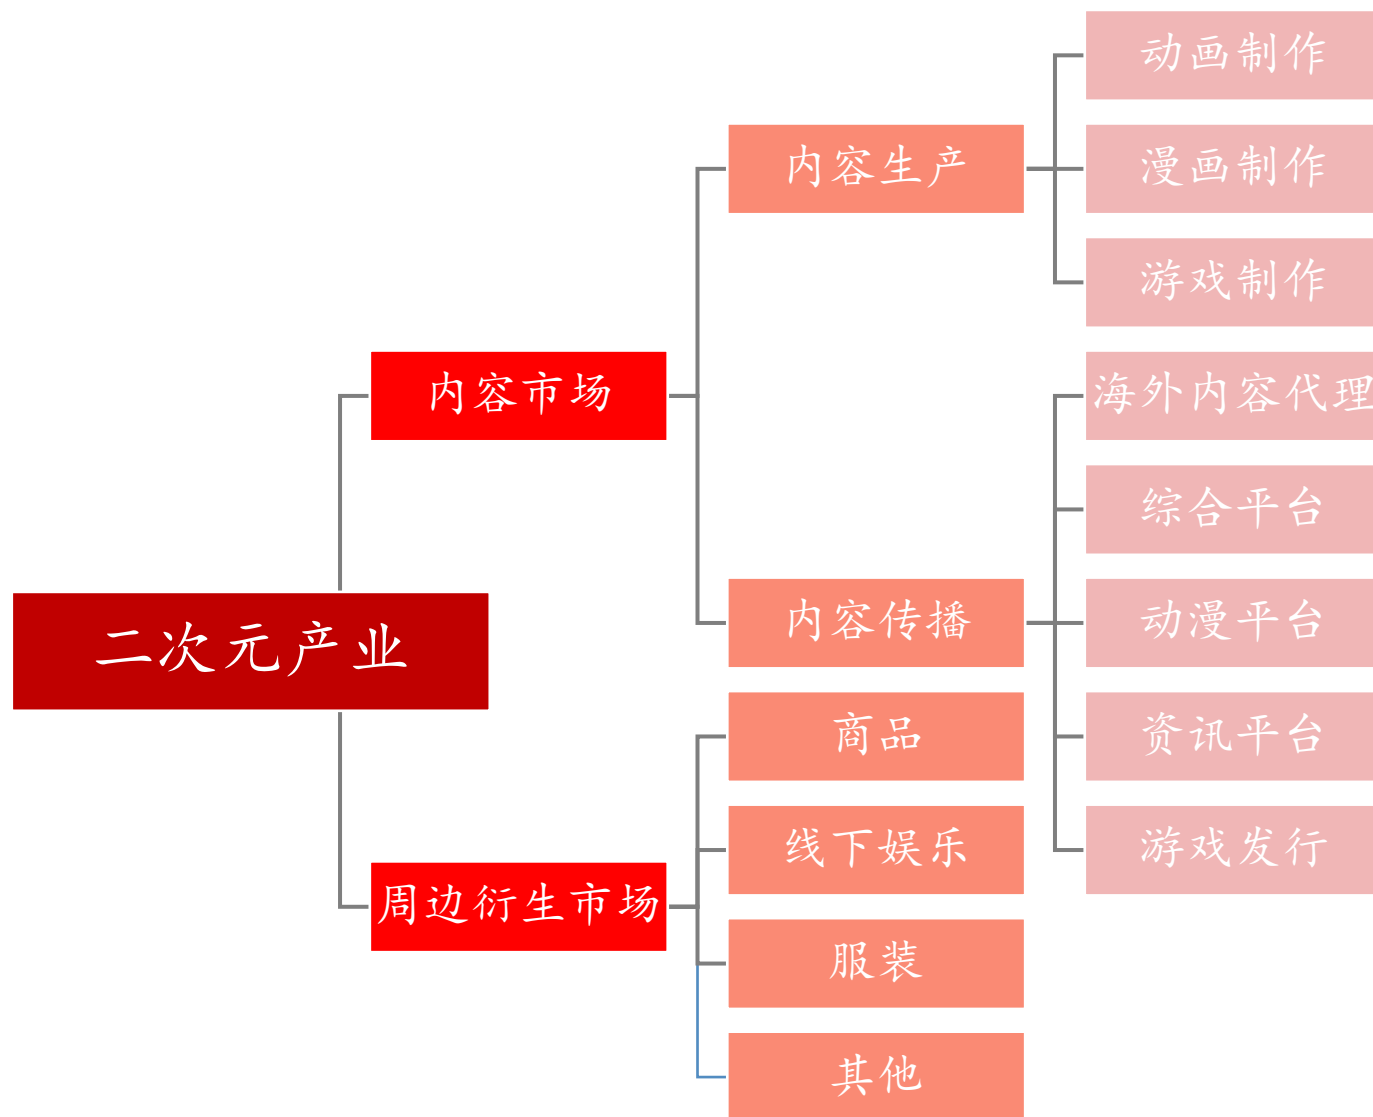 二次元产业
内容市场
内容生产
动画制作
漫画制作
游戏制作
内容传播
海外内容代理
综合平台
动漫平台
资讯平台
游戏发行
周边衍生市场
商品
线下娱乐
服装
其他